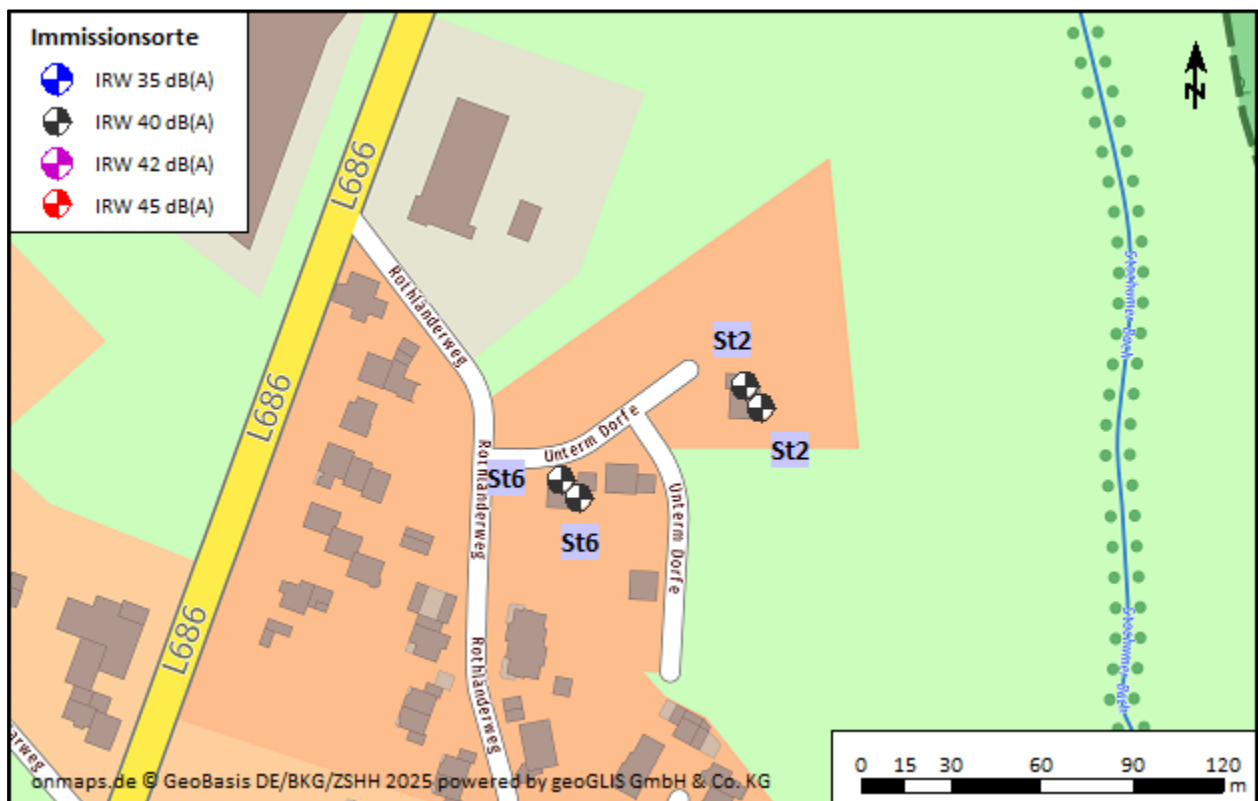 Immissionsorte
IRW 35 dB(A)
IRW 40 dB(A)
IRW 42 dB(A)
IRW 45 dB(A)
N
L686
Rothländerweg
L686
St2
Unterm Dorfe
St2
Rothländerweg
St6
St6
Unterm Dorfe
L686
Rothländerweg
arweg
onmaps.de © GeoBasis DE/BKG/ZSHH 2025 powered by geoGLIS GmbH & Co. KG
0 15 30 60 90 120
m